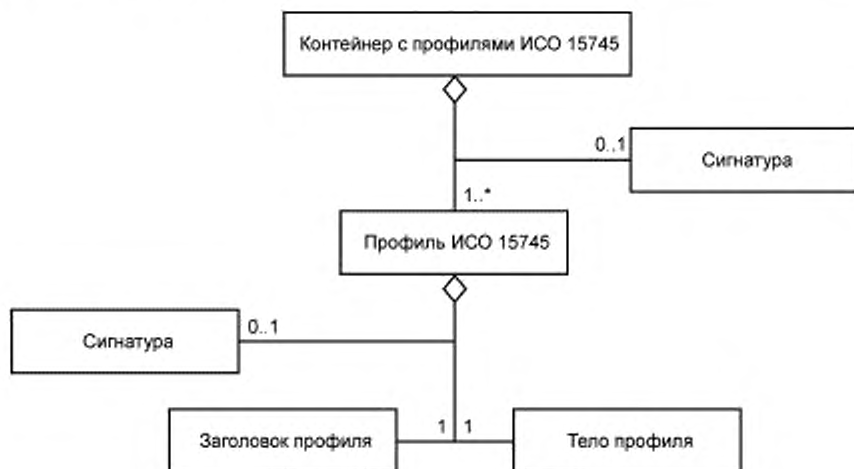 Контейнер с профилями ИСО 15745
0..1
Сигнатура
1..*
Профиль ИСО 15745
0..1
Сигнатура
1
1
Заголовок профиля
Тело профиля